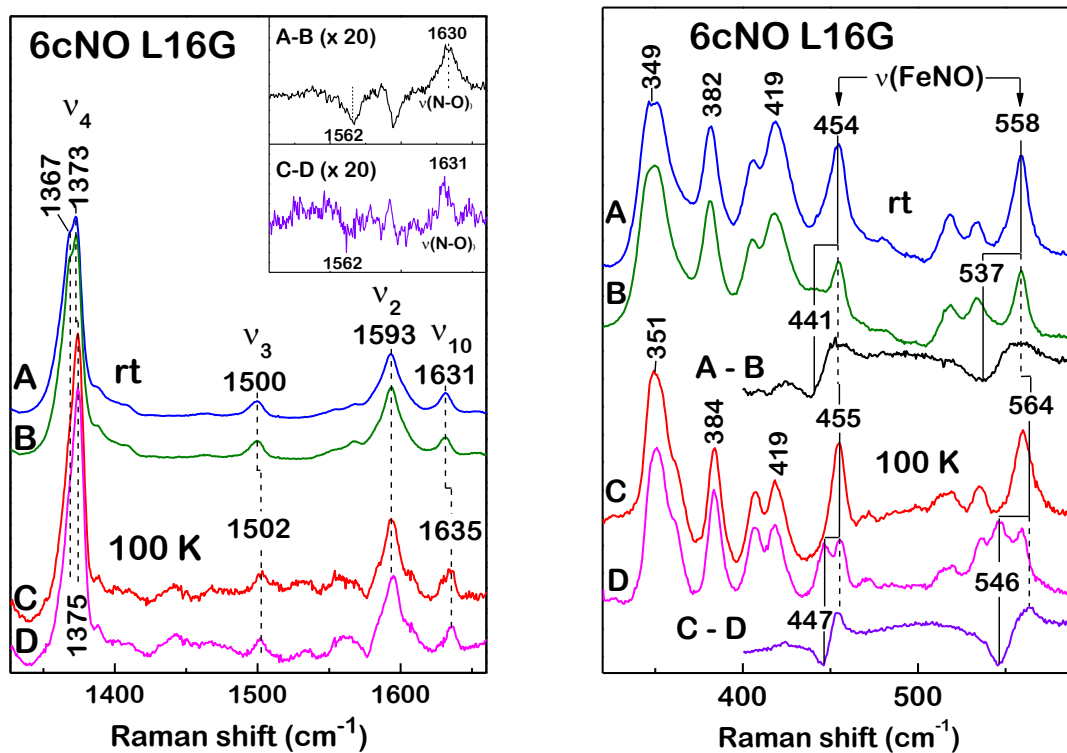 6cNO L16G
A-B (x 20)
1630
ν(N-O))
1562
C-D (x 20)
1631
ν(N-O))
1562
ν4
1367
1373
ν2
1593
ν3
1500
ν10
1631
A
rt
B
1502
1635
100 K
C
D
1375
1400 1500 1600
Raman shift (cm-1)
6cNO L16G
349
382
419
ν(FeNO)
454
558
A
rt
B
537
441
A - B
351
384
419
455
564
C
100 K
D
447
546
C - D
400 500
Raman shift (cm-1)